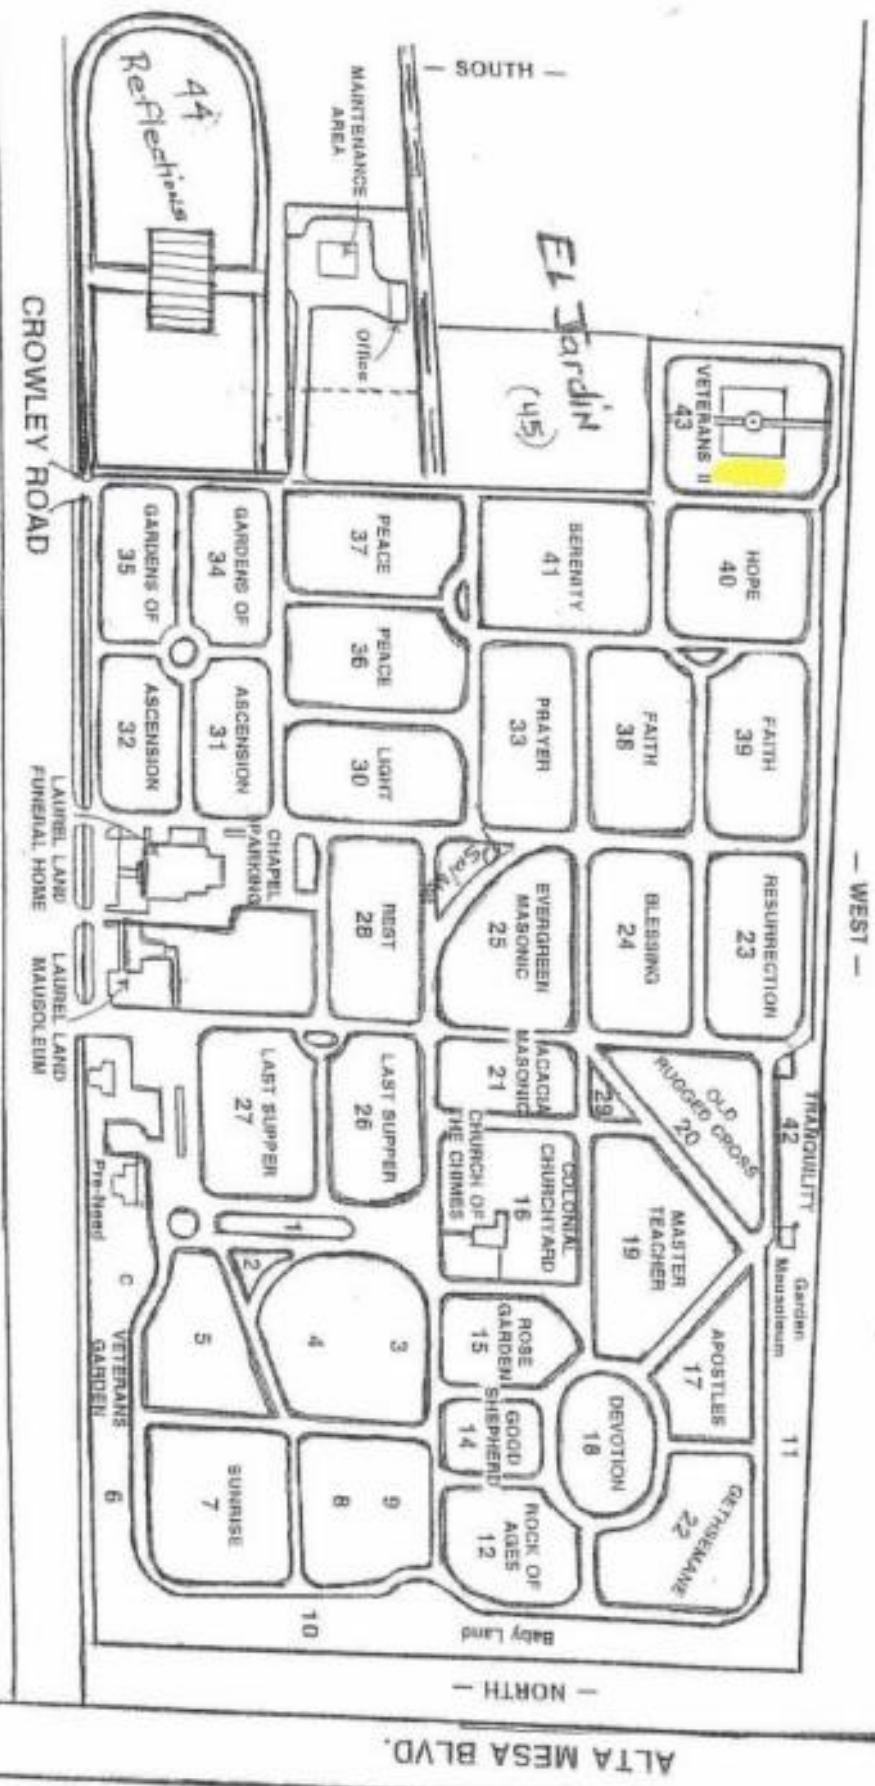 — SOUTH —
44
Reflections
MAINTENANCE
AREA
Office
EL Jardin
(45)
VETERANS II
43
CROWLEY ROAD
GARDENS OF
35
GARDENS OF
34
PEACE
37
SERENITY
41
HOPE
40
ASCENSION
32
ASCENSION
31
PEACE
36
PRAYER
33
FAITH
38
FAITH
39
LIGHT
30
— WEST —
LAUREL LAND
FUNERAL HOME
CHAPEL
PARKING
REST
28
EVERGREEN
MASONIC
25
BLESSING
24
RESURRECTION
23
LAUREL LAND
MAUSOLEUM
LAST SUPPER
27
LAST SUPPER
26
ACACIA
MASONIC
21
29
OLD
RUGGED CROSS
20
TRANQUILITY
42
Pre-Need
1
CHURCH OF
THE CHIMES
COLONIAL
CHURCHYARD
16
MASTER
TEACHER
19
Garden
Mausoleum
C
VETERANS
GARDEN
6
2
5
4
3
ROSE
GARDEN
15
APOSTLES
17
11
GOOD
SHEPHERD
14
DEVOTION
18
SUNRISE
7
8
9
ROCK OF
AGES
12
GETHSEMANE
22
10
Baby Land
— NORTH —
ALTA MESA BLVD.